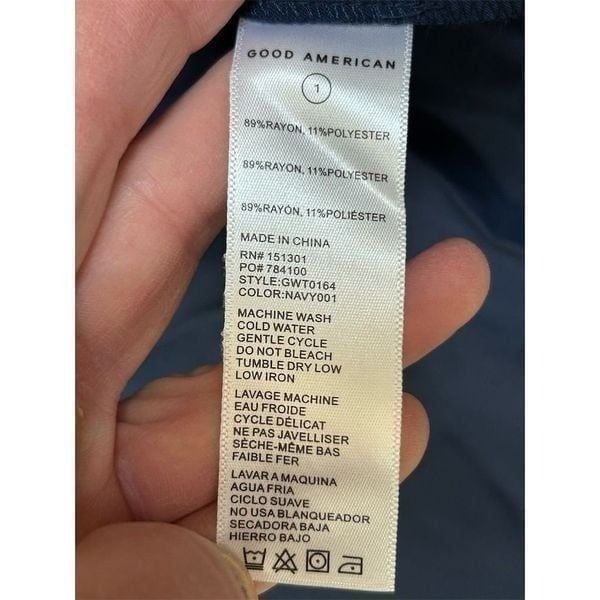 GOOD AMERICAN
1
89%RAYON, 11%POLYESTER
89%RAYON, 11%POLYESTER
89%RAYÓN, 11%POLIÉSTER
MADE IN CHINA
RN# 151301
PO# 784100
STYLE:GWT0164
COLOR:NAVY001
MACHINE WASH
COLD WATER
GENTLE CYCLE
DO NOT BLEACH
TUMBLE DRY LOW
LOW IRON
LAVAGE MACHINE
EAU FROIDE
CYCLE DÉLICAT
NE PAS JAVELLISER
SÈCHE-MÊME BAS
FAIBLE FER
LAVAR A MAQUINA
AGUA FRIA
CICLO SUAVE
NO USA BLANQUEADOR
SECADORA BAJA
HIERRO BAJO